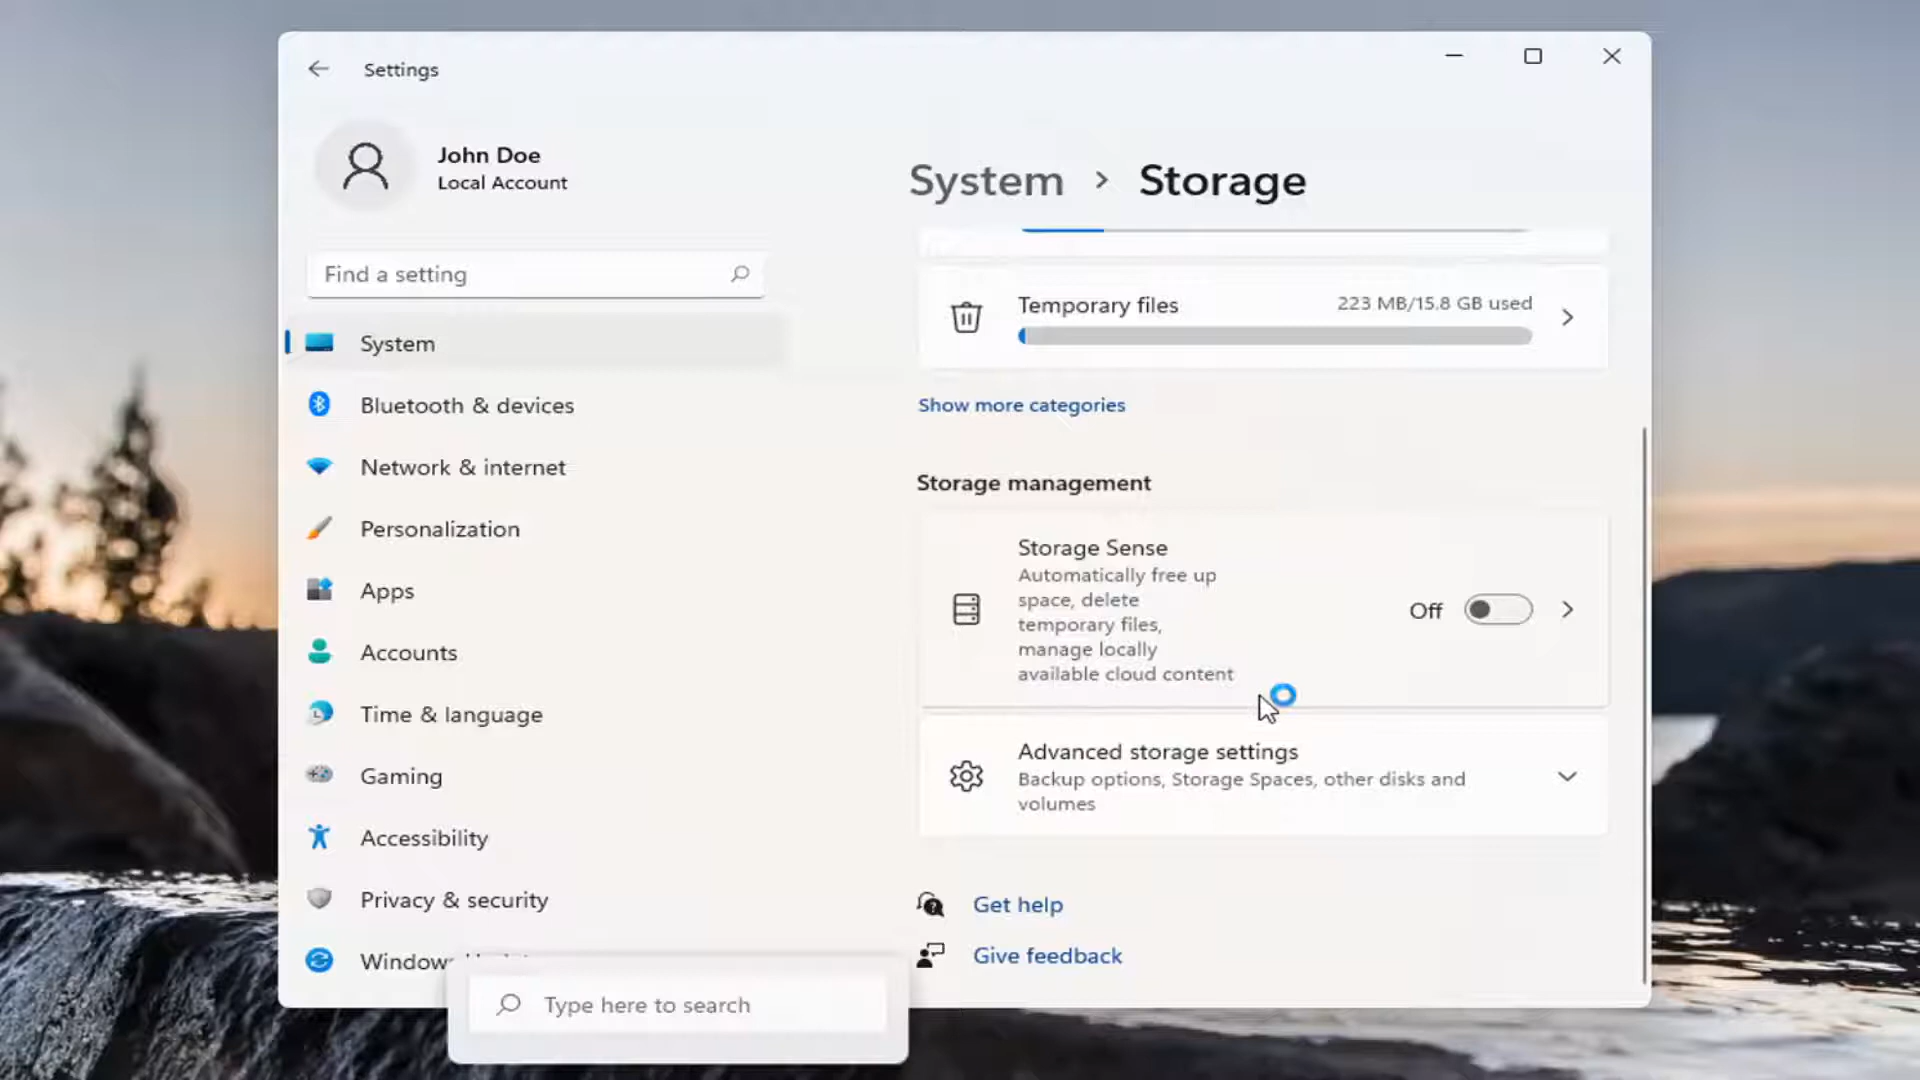 Settings
John Doe
Local Account
Find a setting
System
Bluetooth & devices
Network & internet
Personalization
Apps
Accounts
Time & language
Gaming
Accessibility
Privacy & security
Windows
Type here to search
System > Storage
Temporary files
223 MB/15.8 GB used
Show more categories
Storage management
Storage Sense
Automatically free up
space, delete
temporary files,
manage locally
available cloud content
Off
Advanced storage settings
Backup options, Storage Spaces, other disks and
volumes
Get help
Give feedback